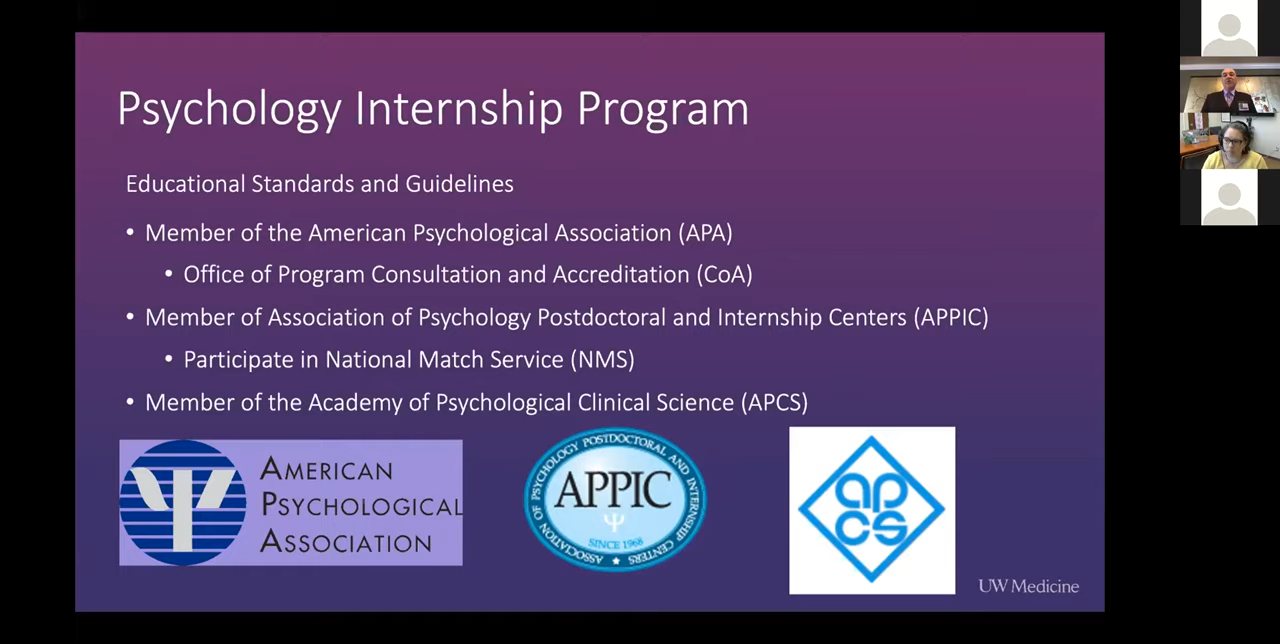 Psychology Internship Program
Educational Standards and Guidelines
• Member of the American Psychological Association (APA)
• Office of Program Consultation and Accreditation (CoA)
• Member of Association of Psychology Postdoctoral and Internship Centers (APPIC)
• Participate in National Match Service (NMS)
• Member of the Academy of Psychological Clinical Science (APCS)
AMERICAN
PSYCHOLOGICAL
ASSOCIATION
ASSOCIATION OF PSYCHOLOGY POSTDOCTORAL AND INTERNSHIP CENTERS
APPIC
Ψ
SINCE 1968
apcs
UW Medicine